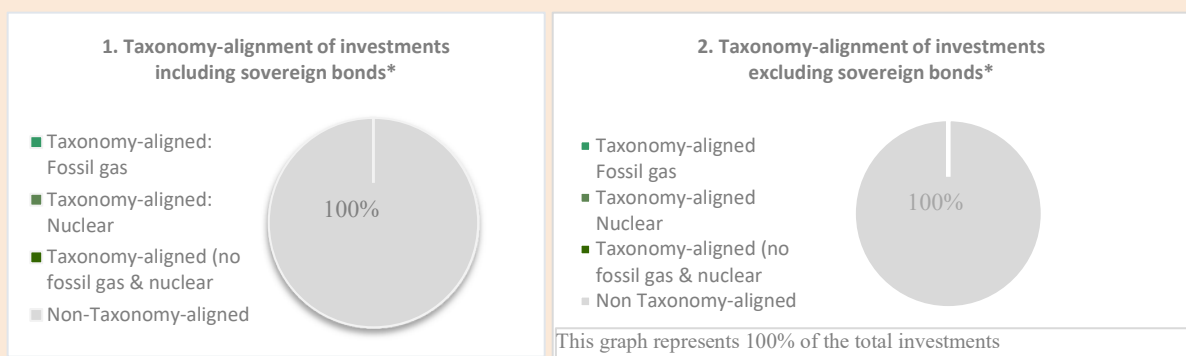 1. Taxonomy-alignment of investments
including sovereign bonds*
Taxonomy-aligned:
Fossil gas
Taxonomy-aligned:
Nuclear
Taxonomy-aligned (no
fossil gas & nuclear
Non-Taxonomy-aligned
100%
2. Taxonomy-alignment of investments
excluding sovereign bonds*
Taxonomy-aligned
Fossil gas
Taxonomy-aligned
Nuclear
Taxonomy-aligned (no
fossil gas & nuclear
Non Taxonomy-aligned
100%
This graph represents 100% of the total investments